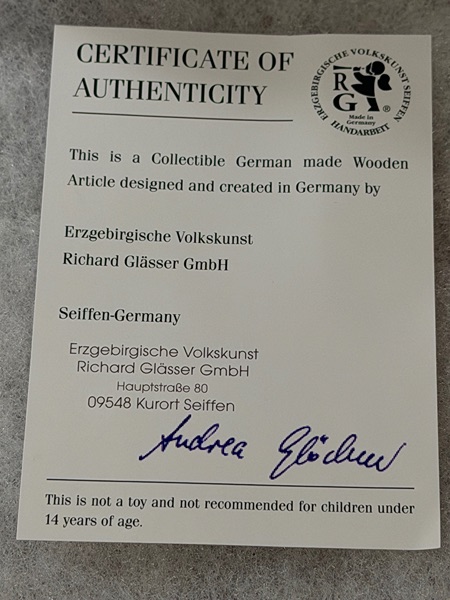 CERTIFICATE OF
AUTHENTICITY
ERZGEBIRGISCHE VOLKSKUNST SEIFFEN
RG®
Made in
Germany
HANDARBEIT
This is a Collectible German made Wooden
Article designed and created in Germany by
Erzgebirgische Volkskunst
Richard Glässer GmbH
Seiffen-Germany
Erzgebirgische Volkskunst
Richard Glässer GmbH
Hauptstraße 80
09548 Kurort Seiffen
Andrea
This is not a toy and not recommended for children under
14 years of age.